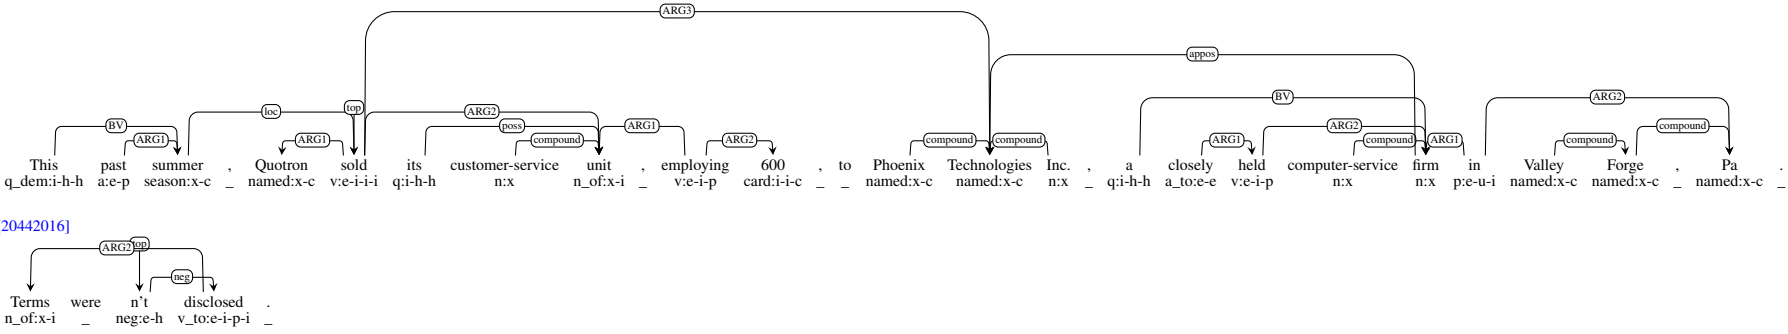 ARG3
appos
loc top ARG2 BV ARG2
BV ARG1 ARG1 poss compound ARG1 ARG2 compound compound ARG1 ARG2 compound ARG1 compound compound
This past summer , Quotron sold its customer-service unit , employing 600 , to Phoenix Technologies Inc. , a closely held computer-service firm in Valley Forge , Pa .
q_dem:i-h-h a:e-p season:x-c _ named:x-c v:e-i-i-i q:i-h-h n:x n_of:x-i _ v:e-i-p card:i-i-c _ _ named:x-c named:x-c n:x _ q:i-h-h a_to:e-e v:e-i-p n:x n:x p:e-u-i named:x-c named:x-c _ named:x-c _
20442016]
ARG2 top
neg
Terms were n't disclosed .
n_of:x-i _ neg:e-h v_to:e-i-p-i _